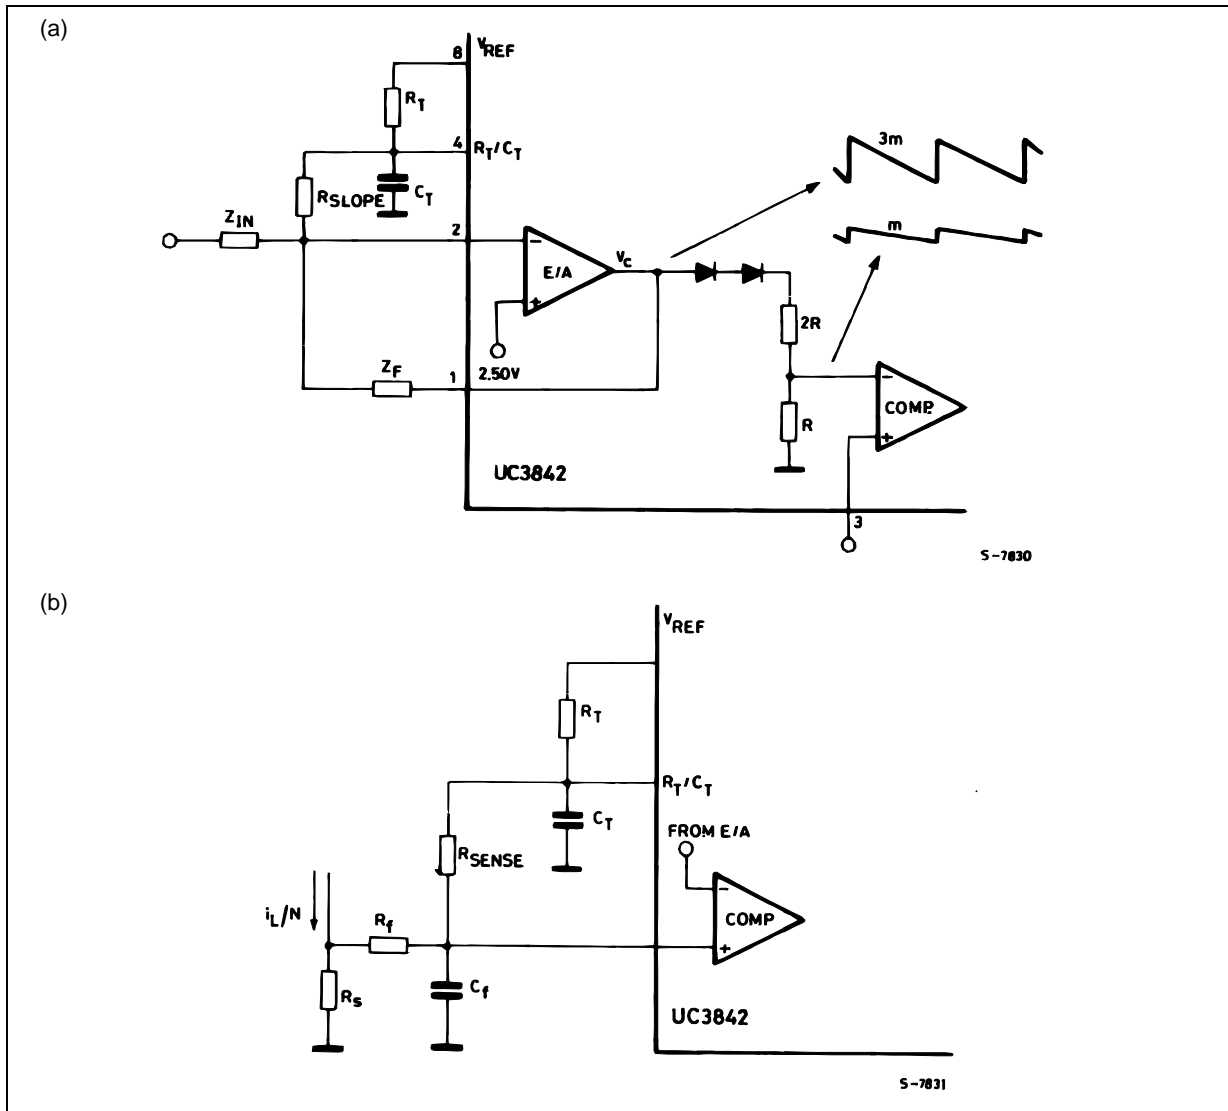 (a)
8
VREF
RT
4
RT/CT
RSLOPE
CT
ZIN
2
E/A
VC
3m
m
2R
ZF
1
2.50V
R
COMP.
UC3842
3
S-7830
(b)
VREF
RT
RT/CT
CT
FROM E/A
RSENSE
COMP
iL/N
Rf
Rs
Cf
UC3842
S-7831